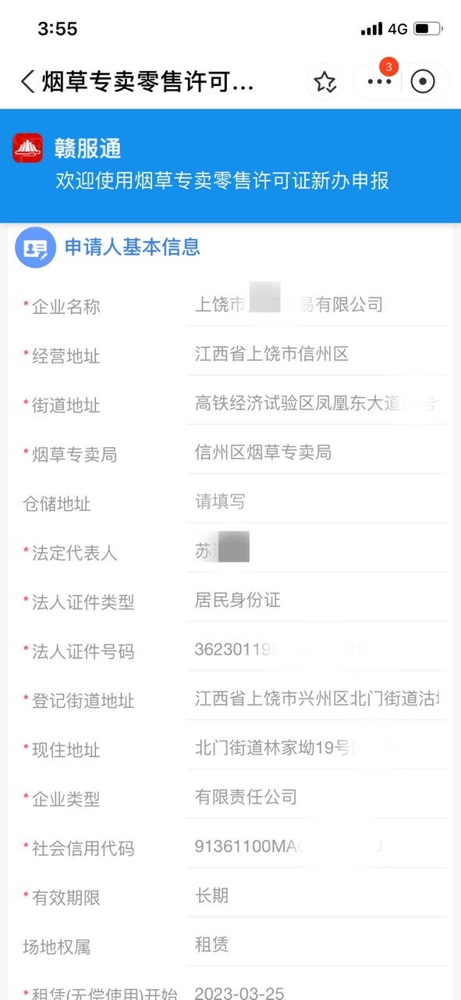 3:55
4G
烟草专卖零售许可...
3
赣服通
欢迎使用烟草专卖零售许可证新办申报
申请人基本信息
*企业名称 上饶市 贸易有限公司
*经营地址 江西省上饶市信州区
*街道地址 高铁经济试验区凤凰东大道 号
*烟草专卖局 信州区烟草专卖局
仓储地址 请填写
*法定代表人 苏
*法人证件类型 居民身份证
*法人证件号码 36230119
*登记街道地址 江西省上饶市兴州区北门街道沽
*现住地址 北门街道林家坳19号
*企业类型 有限责任公司
*社会信用代码 91361100MA
*有效期限 长期
场地权属 租赁
*租赁(无偿使用)开始 2023-03-25